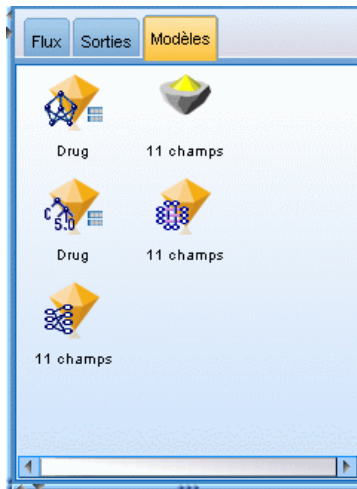 Flux Sorties Modèles
Drug 11 champs
C 5.0
Drug 11 champs
11 champs